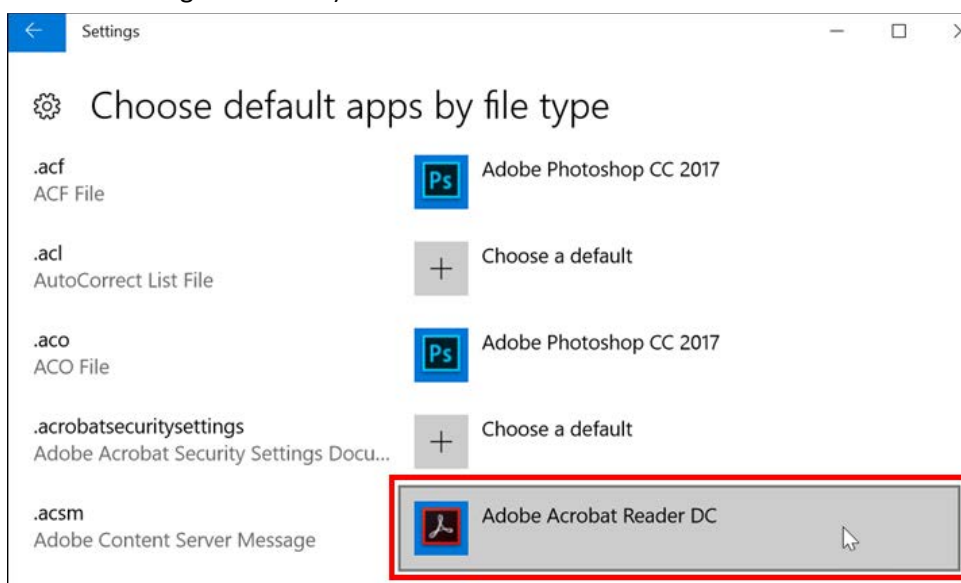 Settings
Choose default apps by file type
.acf
ACF File
Ps
Adobe Photoshop CC 2017
.acl
AutoCorrect List File
Choose a default
.aco
ACO File
Ps
Adobe Photoshop CC 2017
.acrobatsecuritysettings
Adobe Acrobat Security Settings Docu...
Choose a default
.acsm
Adobe Content Server Message
Adobe Acrobat Reader DC